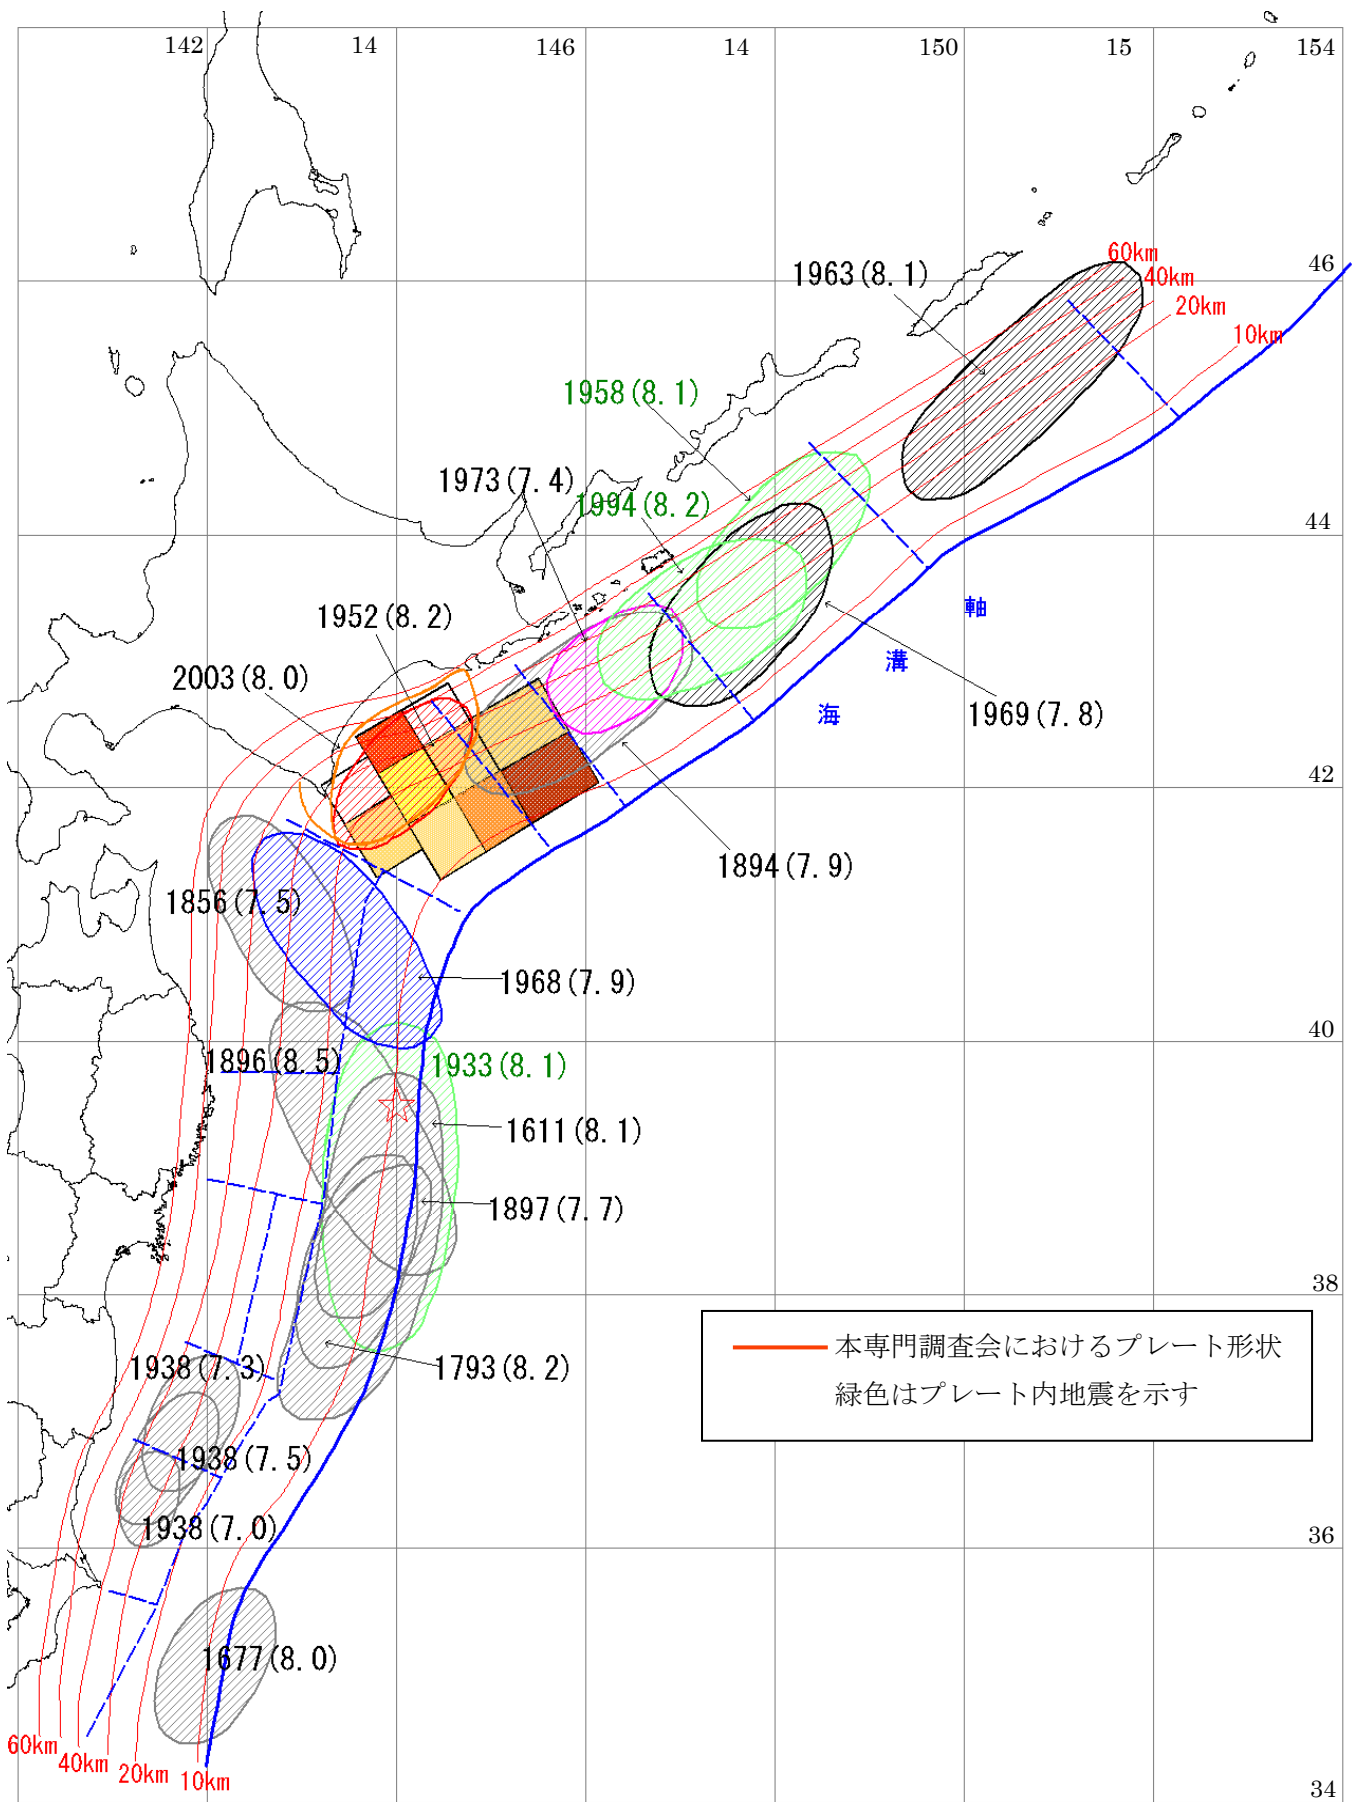 142
14
146
14
150
15
154
60km
46
1963(8.1)
40km
20km
10km
1958(8.1)
1973(7.4)
1994(8.2)
44
軸
1952(8.2)
溝
2003(8.0)
海
1969(7.8)
42
1894(7.9)
1856(7.5)
1968(7.9)
40
1896(8.5)
1933(8.1)
1611(8.1)
1897(7.7)
38
本専門調査会におけるプレート形状
1938(7.3)
1793(8.2)
緑色はプレート内地震を示す
1938(7.5)
1938(7.0)
36
1677(8.0)
60km
40km
20km
10km
34